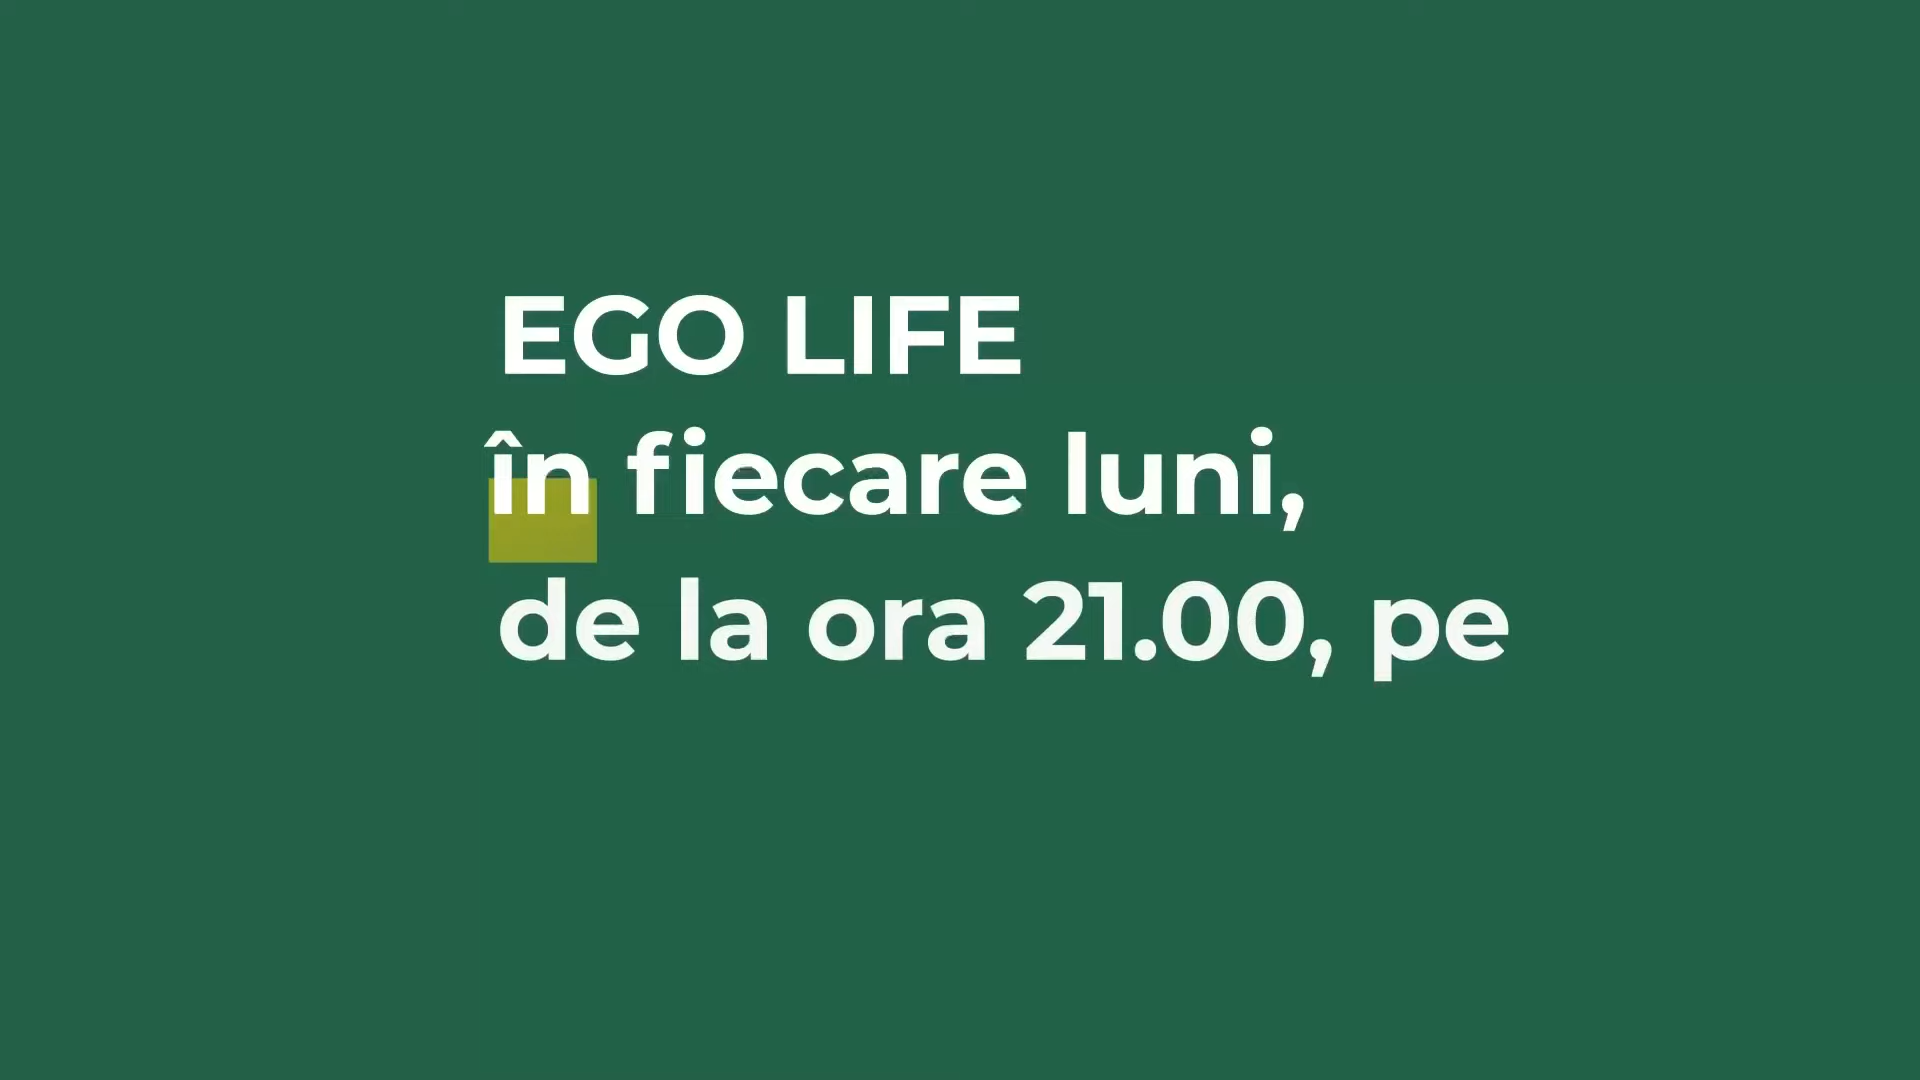 EGO LIFE
în fiecare luni,
de la ora 21.00, pe